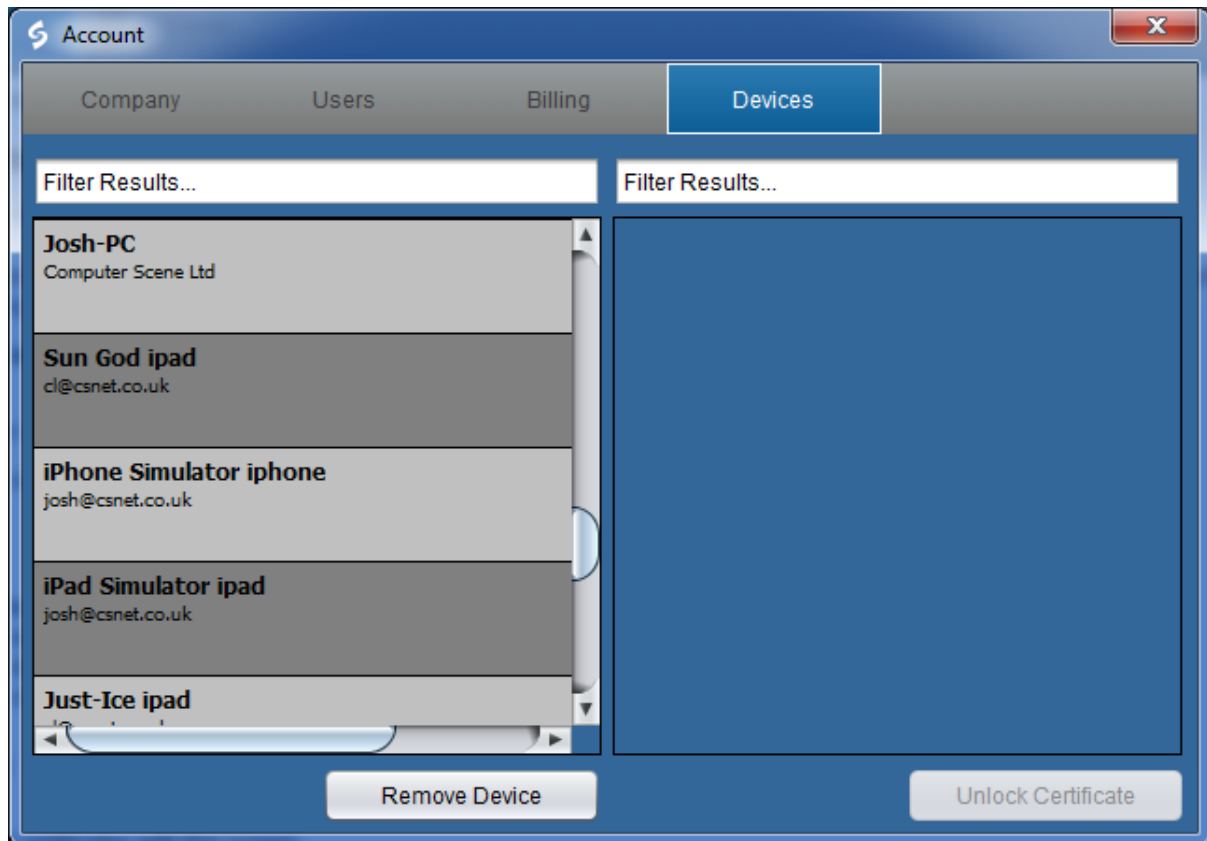 Account
Company Users Billing Devices
Filter Results... Filter Results...
Josh-PC
Computer Scene Ltd
Sun God ipad
cl@csnet.co.uk
iPhone Simulator iphone
josh@csnet.co.uk
iPad Simulator ipad
josh@csnet.co.uk
Just-Ice ipad
Remove Device Unlock Certificate